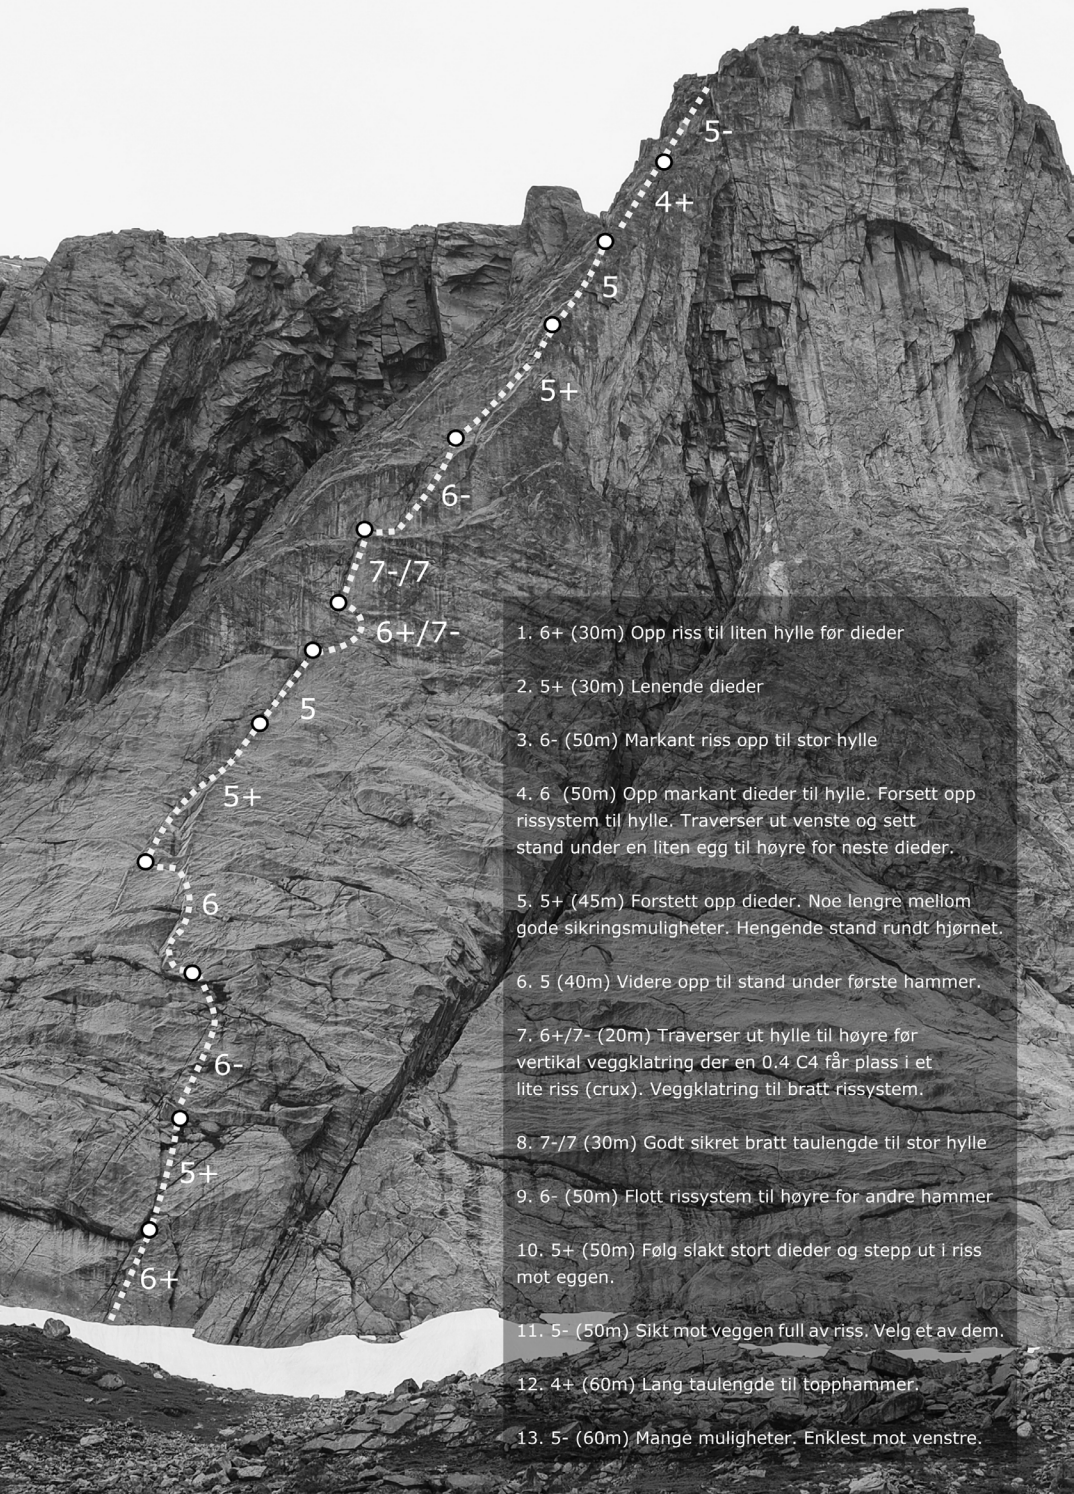 5-
4+
5
5+
6-
7-/7
6+/7-
5
5+
6
6-
5+
6+
1. 6+ (30m) Opp riss til liten hylle før dieder
2. 5+ (30m) Lenende dieder
3. 6- (50m) Markant riss opp til stor hylle
4. 6 (50m) Opp markant dieder til hylle. Forsett opp
rissystem til hylle. Traverser ut venste og sett
stand under en liten egg til høyre for neste dieder.
5. 5+ (45m) Forstett opp dieder. Noe lengre mellom
gode sikringsmuligheter. Hengende stand rundt hjørnet.
6. 5 (40m) Videre opp til stand under første hammer.
7. 6+/7- (20m) Traverser ut hylle til høyre før
vertikal veggklatring der en 0.4 C4 får plass i et
lite riss (crux). Veggklatring til bratt rissystem.
8. 7-/7 (30m) Godt sikret bratt taulengde til stor hylle
9. 6- (50m) Flott rissystem til høyre for andre hammer
10. 5+ (50m) Følg slakt stort dieder og stepp ut i riss
mot eggen.
11. 5- (50m) Sikt mot veggen full av riss. Velg et av dem.
12. 4+ (60m) Lang taulengde til topphammer.
13. 5- (60m) Mange muligheter. Enklest mot venstre.